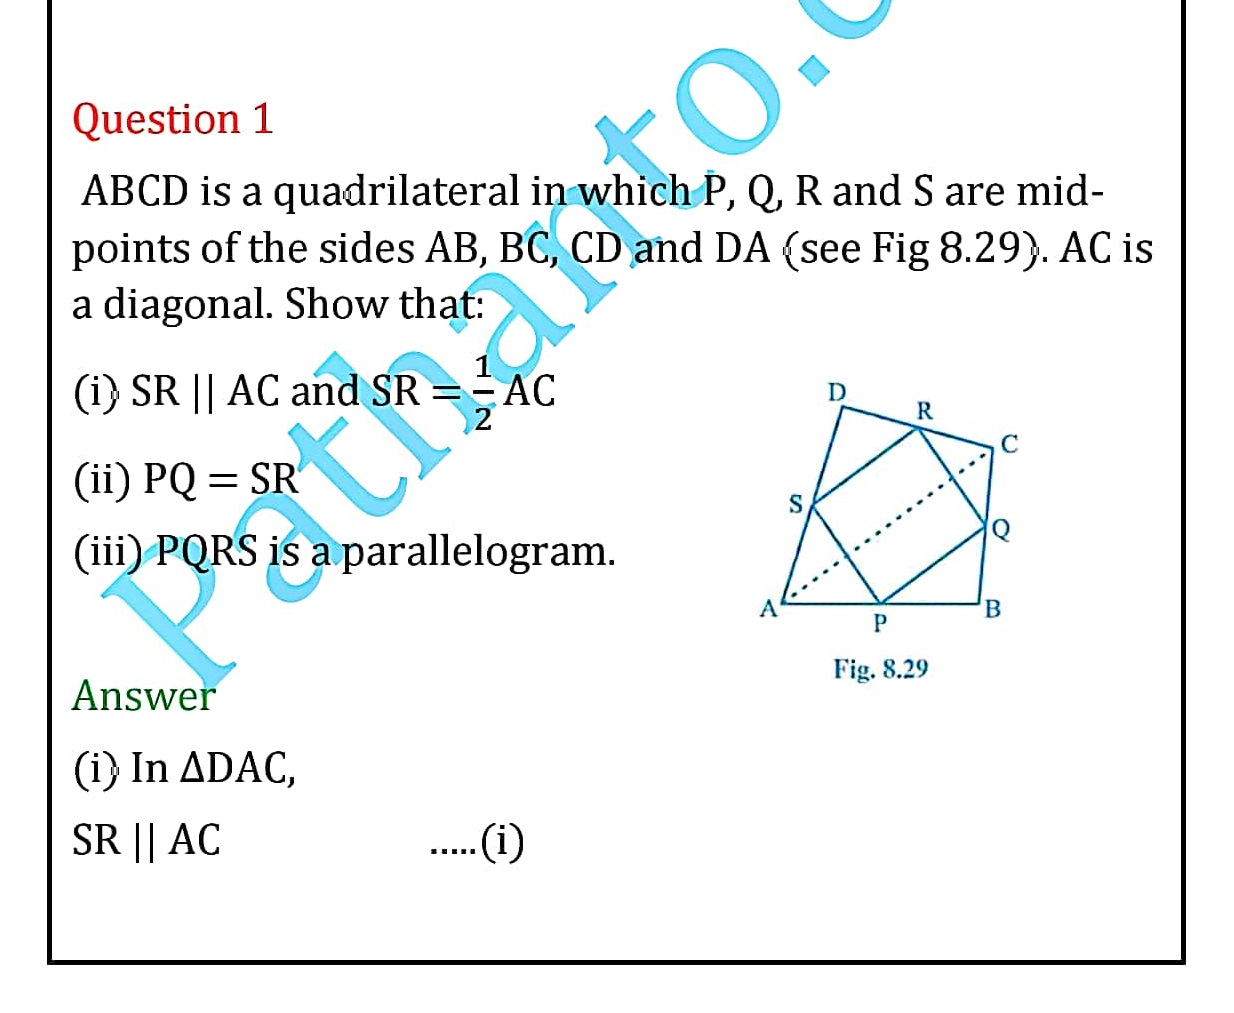 Question 1
ABCD is a quadrilateral in which P, Q, R and S are mid-
points of the sides AB, BC, CD and DA (see Fig 8.29). AC is
a diagonal. Show that:
(i) SR || AC and SR = 1/2 AC
(ii) PQ = SR
(iii) PQRS is a parallelogram.
D
R
C
S
Q
A
P
B
Fig. 8.29
Answer
(i) In ΔDAC,
SR || AC .....(i)
Pathanto.